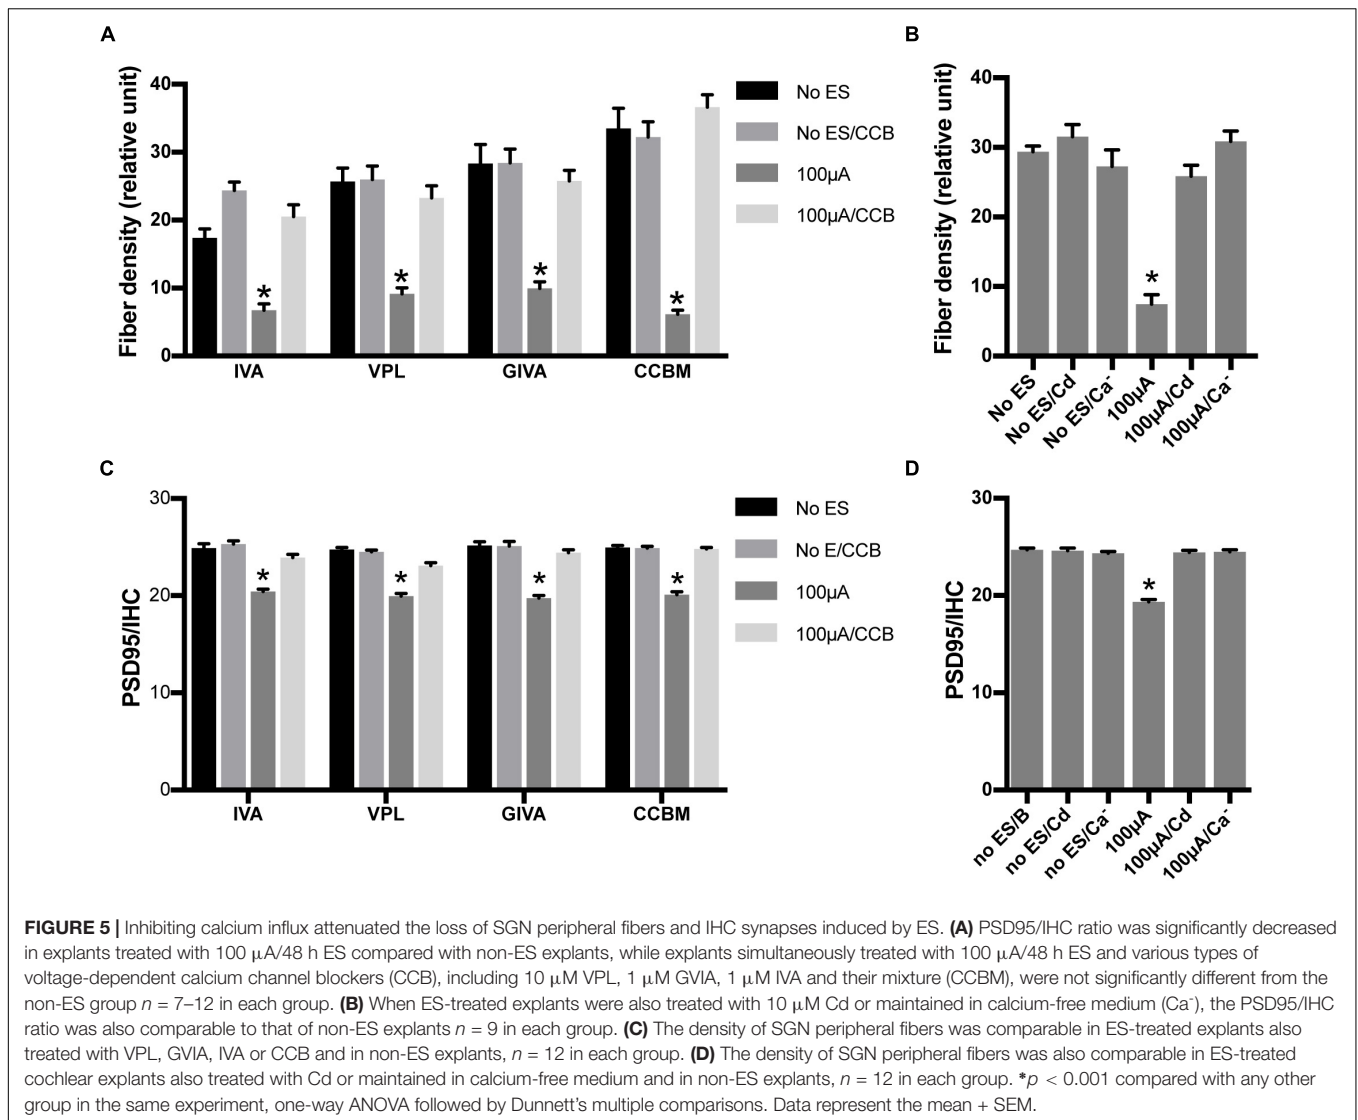 A
Fiber density (relative unit)
40
30
20
10
0
*
*
*
*
IVA
VPL
GIVA
CCBM
No ES
No ES/CCB
100µA
100µA/CCB
B
Fiber density (relative unit)
40
30
20
10
0
*
No ES
No ES/Cd
No ES/Ca⁻
100µA
100µA/Cd
100µA/Ca⁻
C
PSD95/IHC
30
20
10
0
*
*
*
*
IVA
VPL
GIVA
CCBM
No ES
No E/CCB
100µA
100µA/CCB
D
PSD95/IHC
30
20
10
0
*
no ES/B
no ES/Cd
no ES/Ca⁻
100µA
100µA/Cd
100µA/Ca⁻
FIGURE 5 | Inhibiting calcium influx attenuated the loss of SGN peripheral fibers and IHC synapses induced by ES. (A) PSD95/IHC ratio was significantly decreased
in explants treated with 100 µA/48 h ES compared with non-ES explants, while explants simultaneously treated with 100 µA/48 h ES and various types of
voltage-dependent calcium channel blockers (CCB), including 10 µM VPL, 1 µM GVIA, 1 µM IVA and their mixture (CCBM), were not significantly different from the
non-ES group n = 7–12 in each group. (B) When ES-treated explants were also treated with 10 µM Cd or maintained in calcium-free medium (Ca⁻), the PSD95/IHC
ratio was also comparable to that of non-ES explants n = 9 in each group. (C) The density of SGN peripheral fibers was comparable in ES-treated explants also
treated with VPL, GVIA, IVA or CCB and in non-ES explants, n = 12 in each group. (D) The density of SGN peripheral fibers was also comparable in ES-treated
cochlear explants also treated with Cd or maintained in calcium-free medium and in non-ES explants, n = 12 in each group. *p < 0.001 compared with any other
group in the same experiment, one-way ANOVA followed by Dunnett's multiple comparisons. Data represent the mean + SEM.